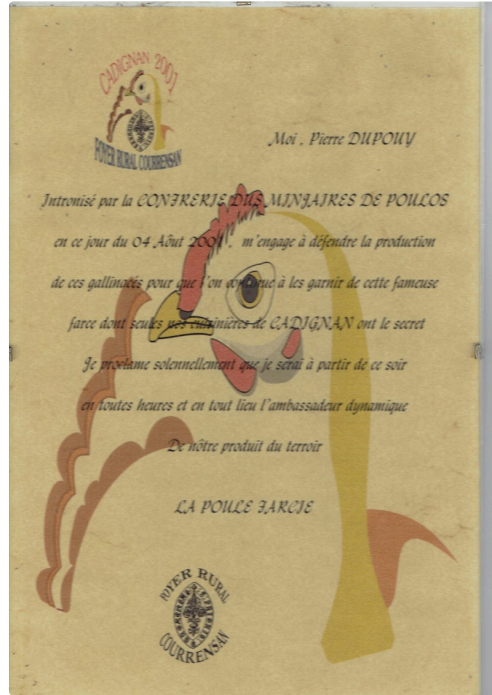 CADIGNAN 2001
FOYER RURAL COURRENSAN
Moi , Pierre DUPOUY
Intronisé par la CONFRERIE DUS MINJAIRES DE POULOS
en ce jour du 04 Aôut 2001 , m'engage à défendre la production
de ces gallinacés pour que l'on continue à les garnir de cette fameuse
farce dont seules nos cuisinières de CADIGNAN ont le secret
Je proclame solennellement que je serai à partir de ce soir
en toutes heures et en tout lieu l'ambassadeur dynamique
De nôtre produit du terroir
LA POULE FARCIE
FOYER RURAL
COURRENSAN